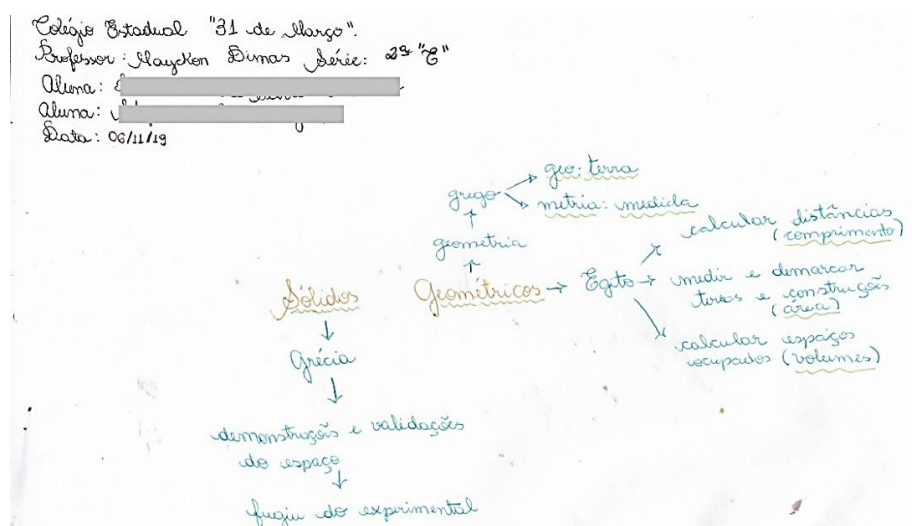 Colégio Estadual "31 de Março".
Professor: Mayckon Dimas Série: 2ª "C"
Aluna:
Aluna:
Data: 06/11/19
grego
geo: terra
metria: medida
geometria
Sólidos
Geométricos
Egito
calcular distâncias
(comprimento)
medir e demarcar
terras e construções
(área)
calcular espaços
ocupados (volumes)
Grécia
demonstrações e validações
do espaço
fugiu do experimental